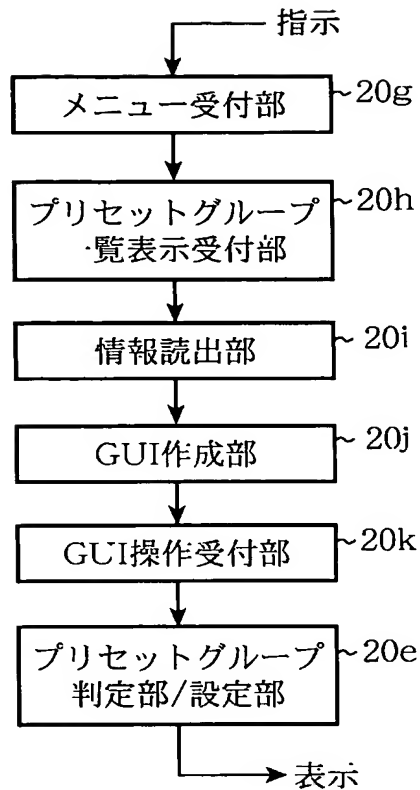 指示
メニュー受付部 ~20g
プリセットグループ ~20h
一覧表示受付部
情報読出部 ~20i
GUI作成部 ~20j
GUI操作受付部 ~20k
プリセットグループ ~20e
判定部/設定部
表示